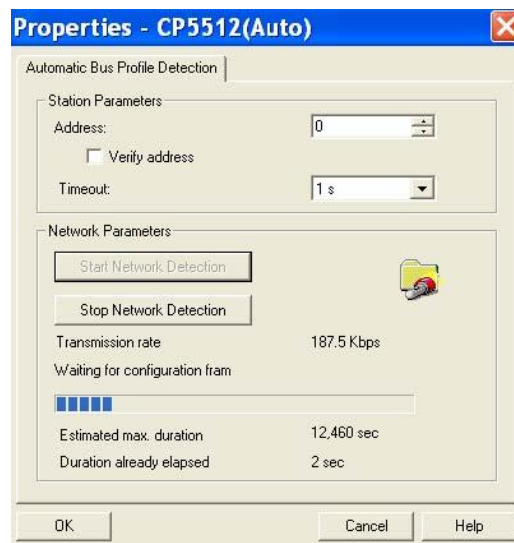 Properties - CP5512(Auto)
Automatic Bus Profile Detection
Station Parameters
Address: 0
Verify address
Timeout: 1 s
Network Parameters
Start Network Detection
Stop Network Detection
Transmission rate 187.5 Kbps
Waiting for configuration fram
Estimated max. duration 12,460 sec
Duration already elapsed 2 sec
OK Cancel Help